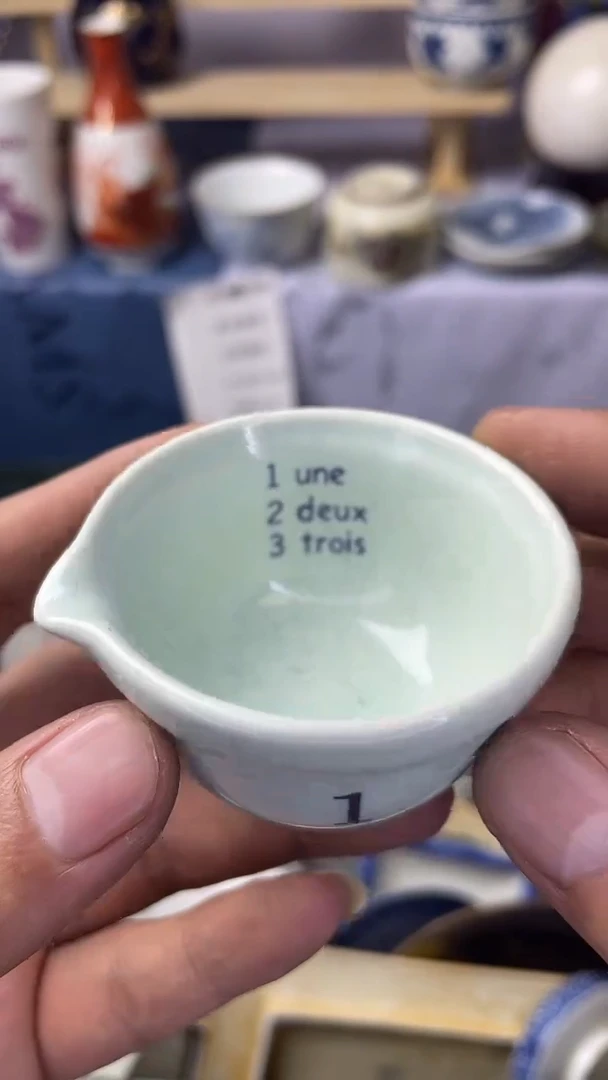 1 une
2 deux
3 trois
1